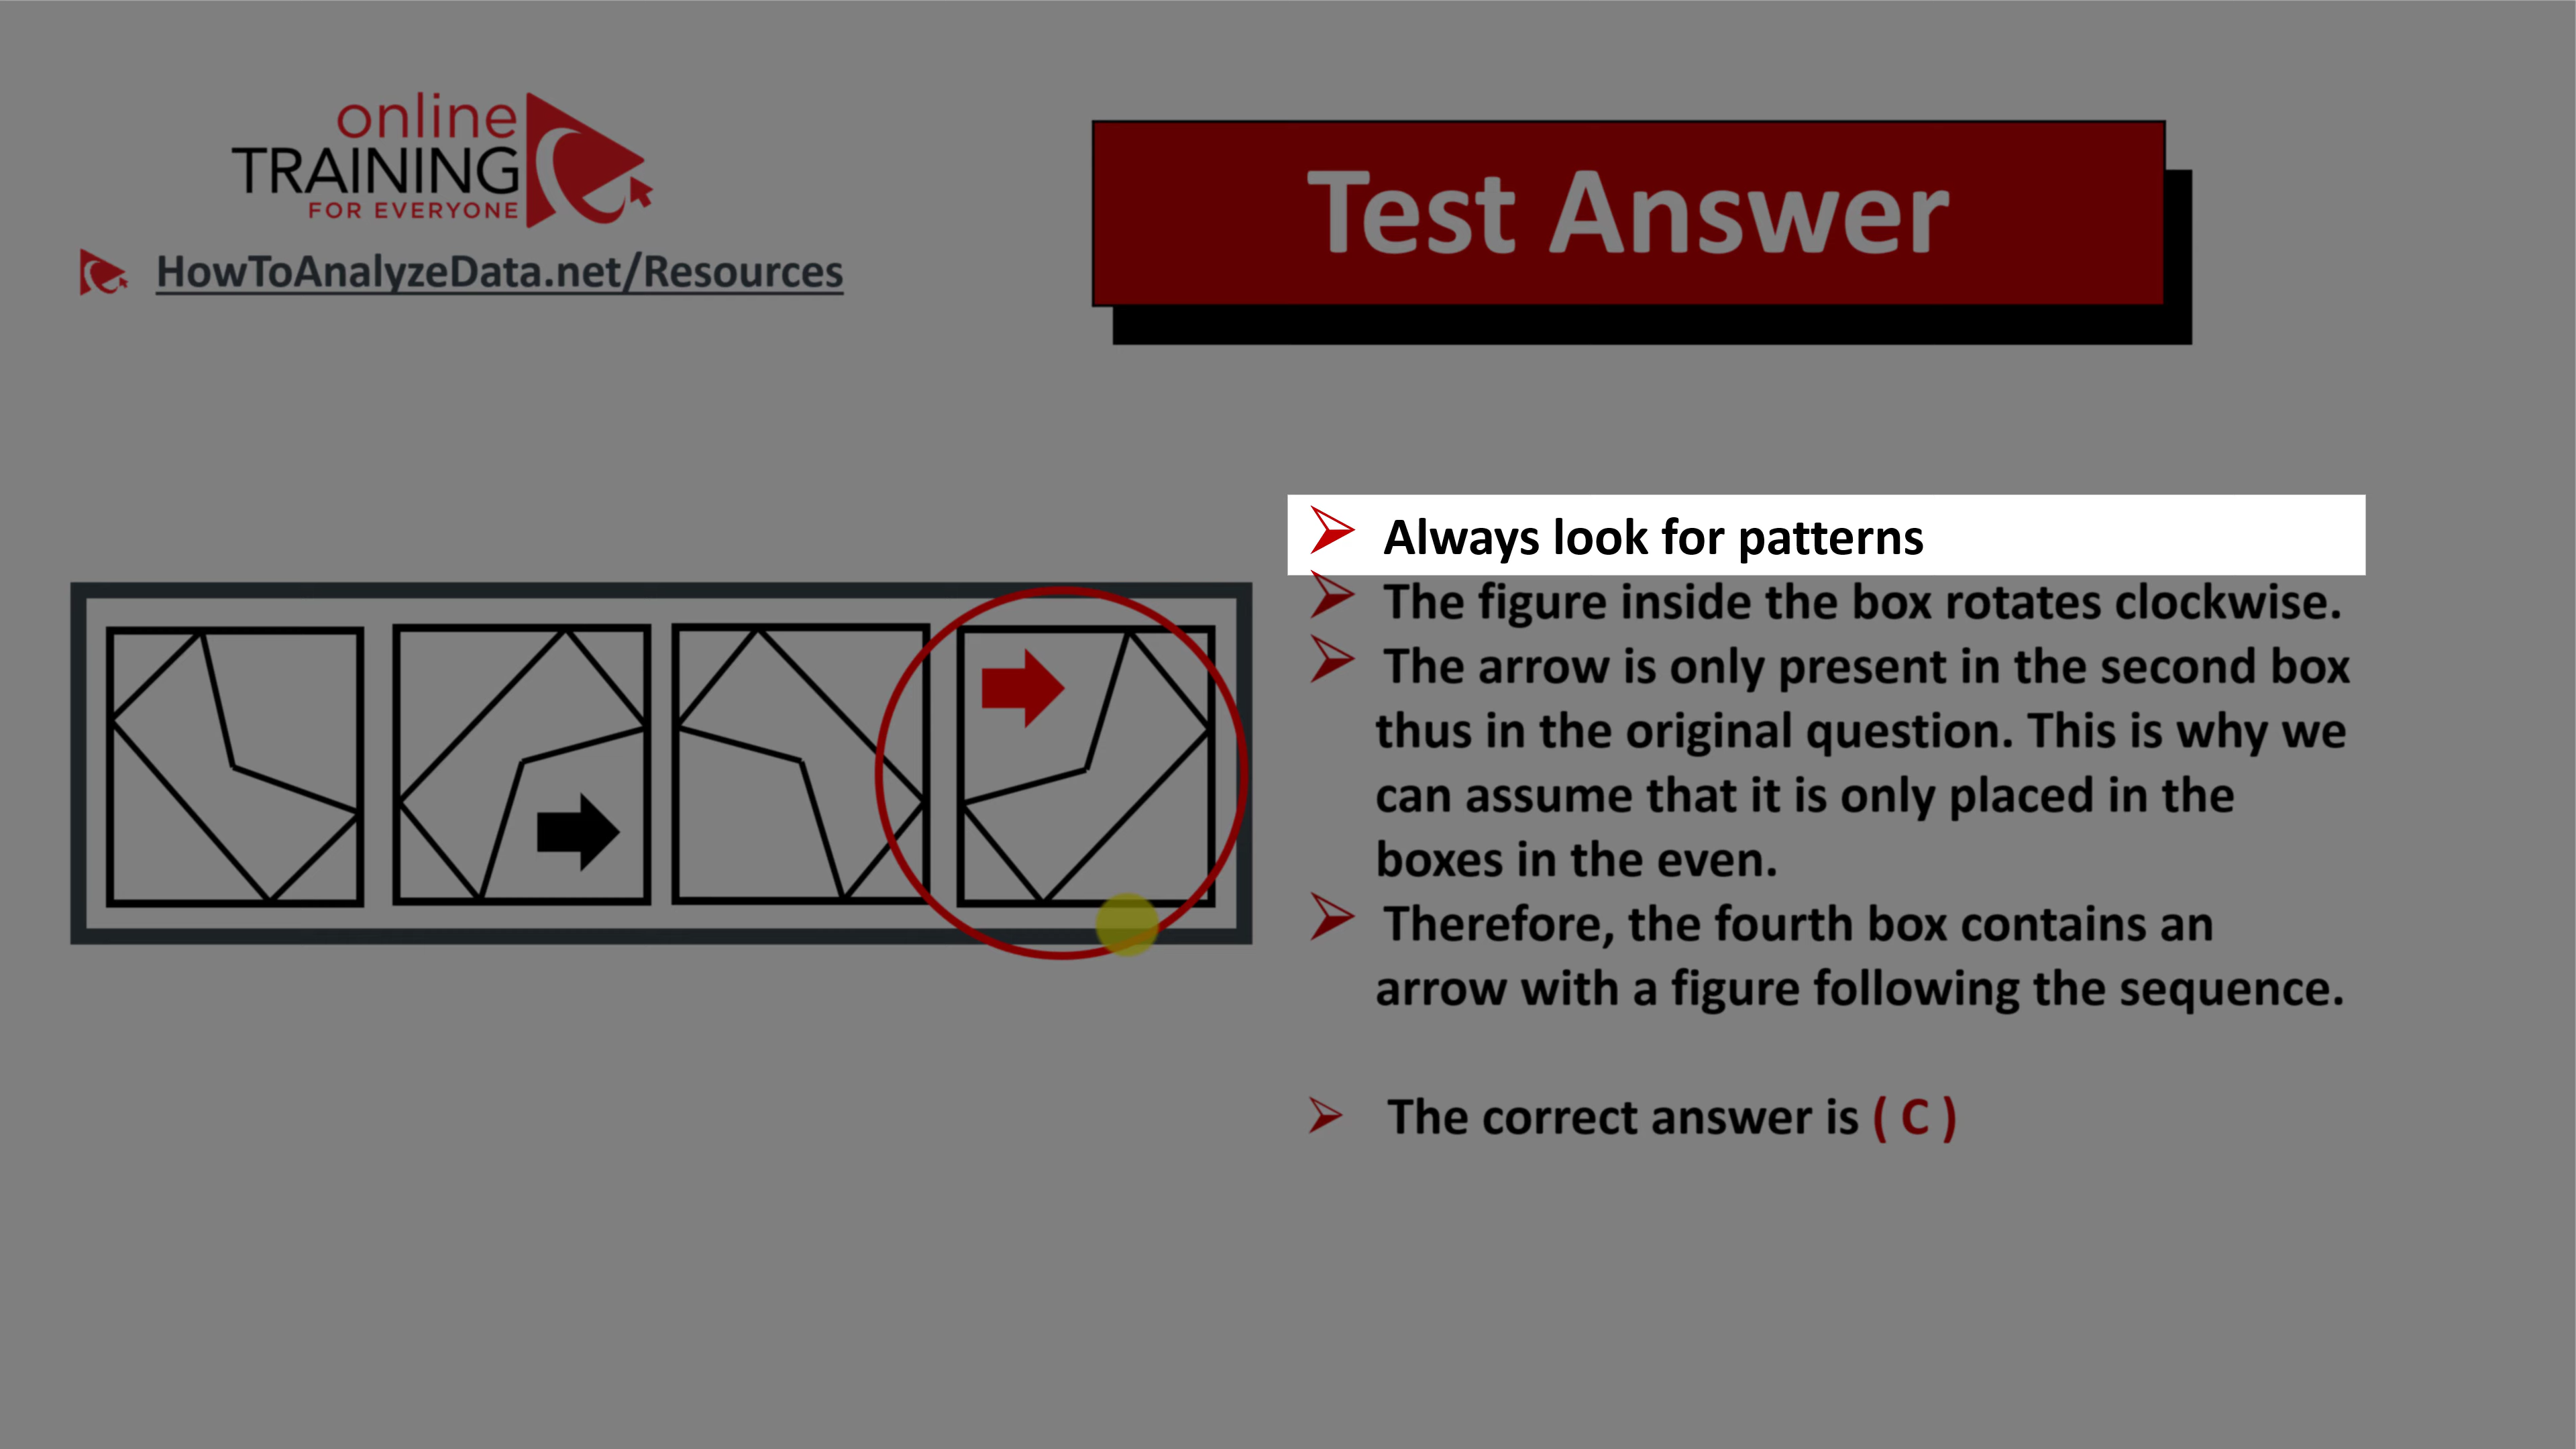 online
TRAINING
FOR EVERYONE
HowToAnalyzeData.net/Resources
Test Answer
Always look for patterns
The figure inside the box rotates clockwise.
The arrow is only present in the second box
thus in the original question. This is why we
can assume that it is only placed in the
boxes in the even.
Therefore, the fourth box contains an
arrow with a figure following the sequence.
The correct answer is ( C )